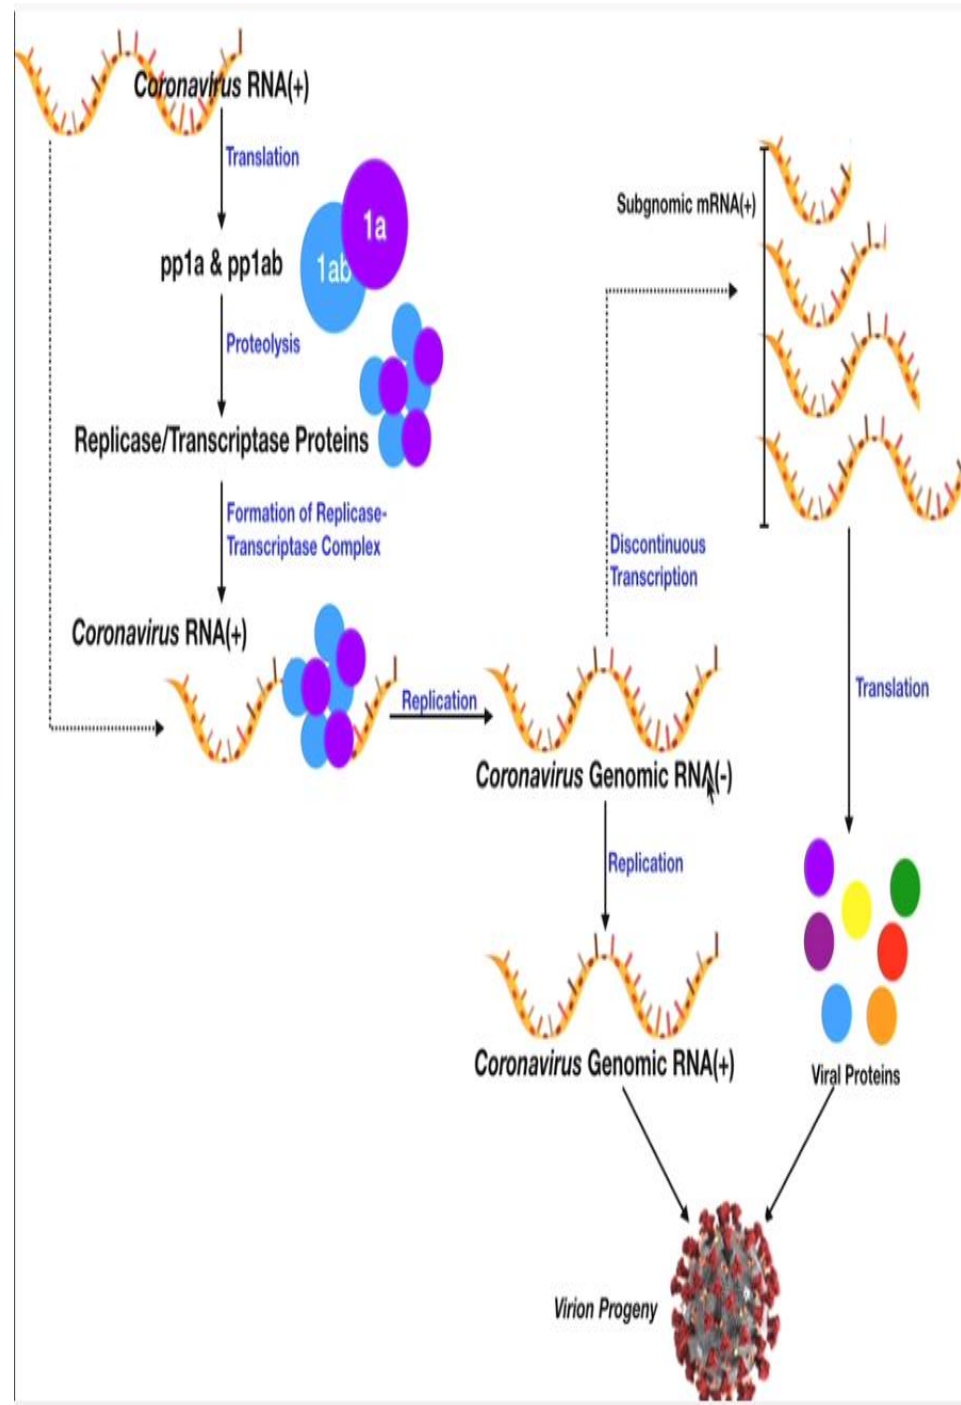 Coronavirus RNA(+)
Translation
pp1a & pp1ab
1a
1ab
Proteolysis
Replicase/Transcriptase Proteins
Formation of Replicase-
Transcriptase Complex
Coronavirus RNA(+)
Replication
Coronavirus Genomic RNA(-)
Discontinuous
Transcription
Subgnomic mRNA(+)
Translation
Replication
Coronavirus Genomic RNA(+)
Viral Proteins
Virion Progeny